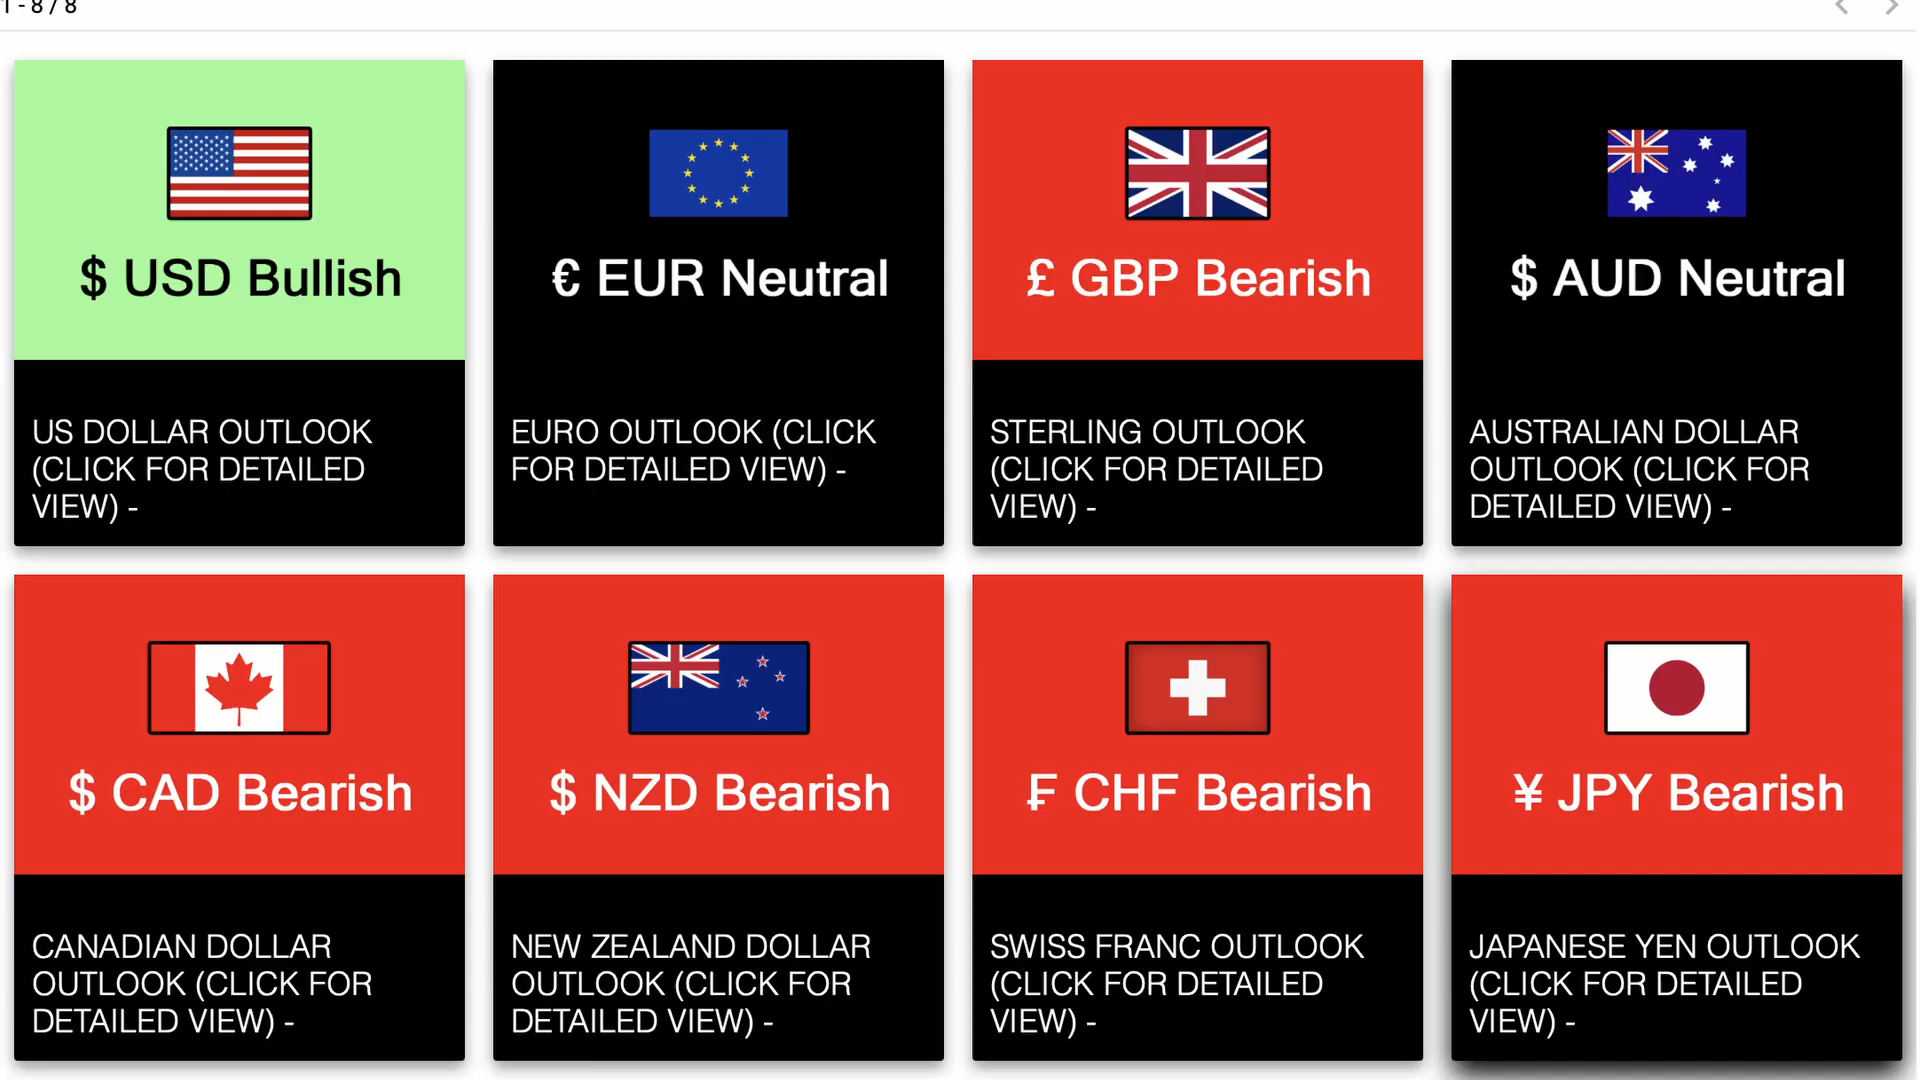 1 - 8 / 8
$ USD Bullish
€ EUR Neutral
£ GBP Bearish
$ AUD Neutral
US DOLLAR OUTLOOK
(CLICK FOR DETAILED
VIEW) -
EURO OUTLOOK (CLICK
FOR DETAILED VIEW) -
STERLING OUTLOOK
(CLICK FOR DETAILED
VIEW) -
AUSTRALIAN DOLLAR
OUTLOOK (CLICK FOR
DETAILED VIEW) -
$ CAD Bearish
$ NZD Bearish
₣ CHF Bearish
¥ JPY Bearish
CANADIAN DOLLAR
OUTLOOK (CLICK FOR
DETAILED VIEW) -
NEW ZEALAND DOLLAR
OUTLOOK (CLICK FOR
DETAILED VIEW) -
SWISS FRANC OUTLOOK
(CLICK FOR DETAILED
VIEW) -
JAPANESE YEN OUTLOOK
(CLICK FOR DETAILED
VIEW) -